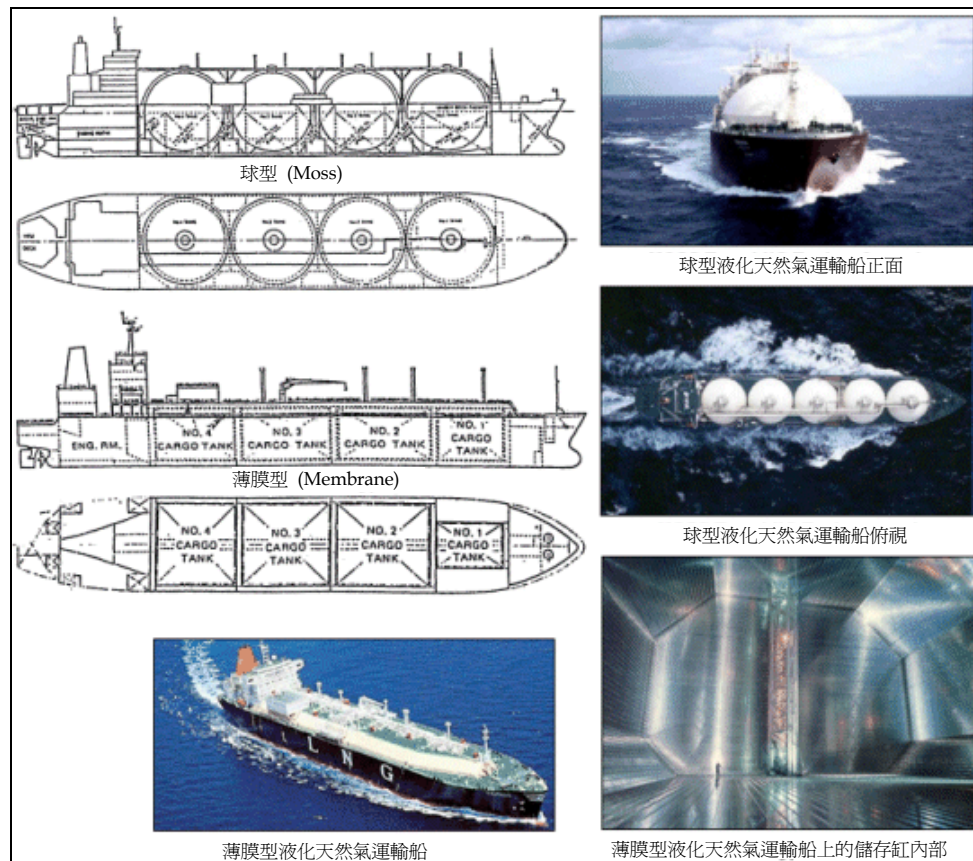 球型 (Moss)
球型液化天然氣運輸船正面
NO. 4 CARGO TANK
NO. 3 CARGO TANK
NO. 2 CARGO TANK
NO. 1 CARGO TANK
ENG. RM.
薄膜型 (Membrane)
球型液化天然氣運輸船俯視
NO. 4 CARGO TANK
NO. 3 CARGO TANK
NO. 2 CARGO TANK
NO. 1 CARGO TANK
LNG
薄膜型液化天然氣運輸船
薄膜型液化天然氣運輸船上的儲存缸內部